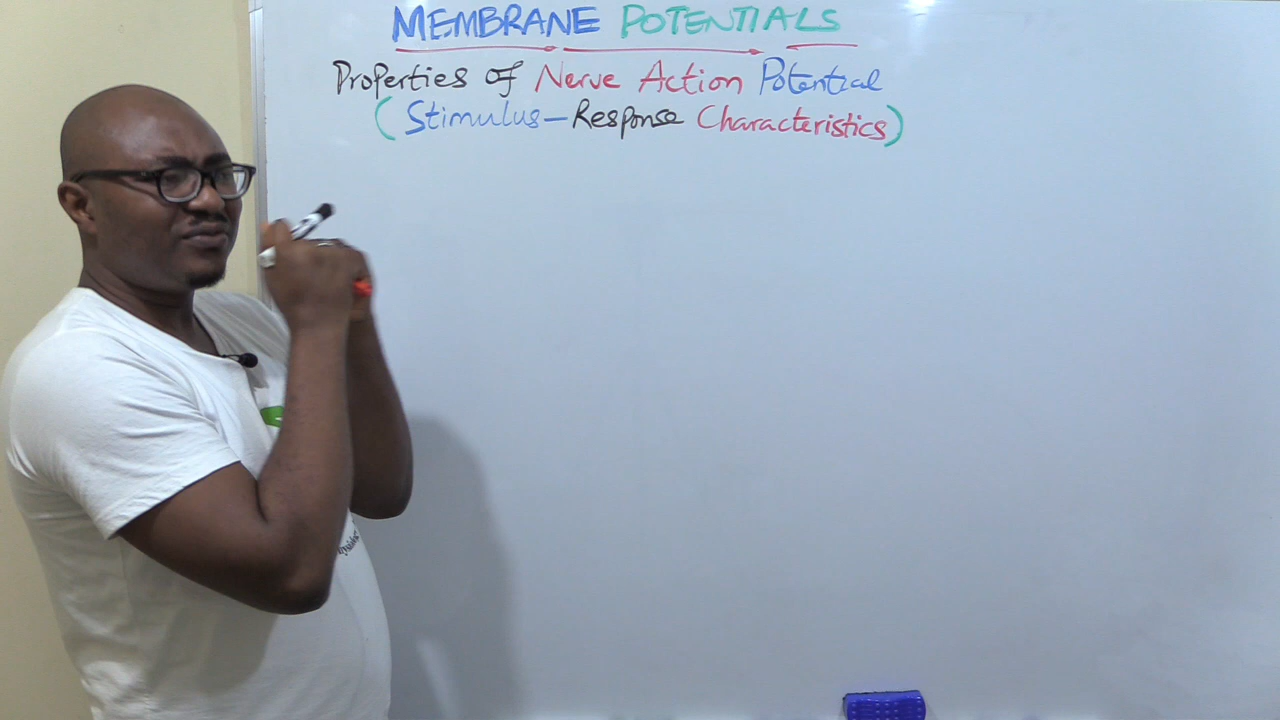 MEMBRANE POTENTIALS
Properties of Nerve Action Potential
(Stimulus-Response Characteristics)